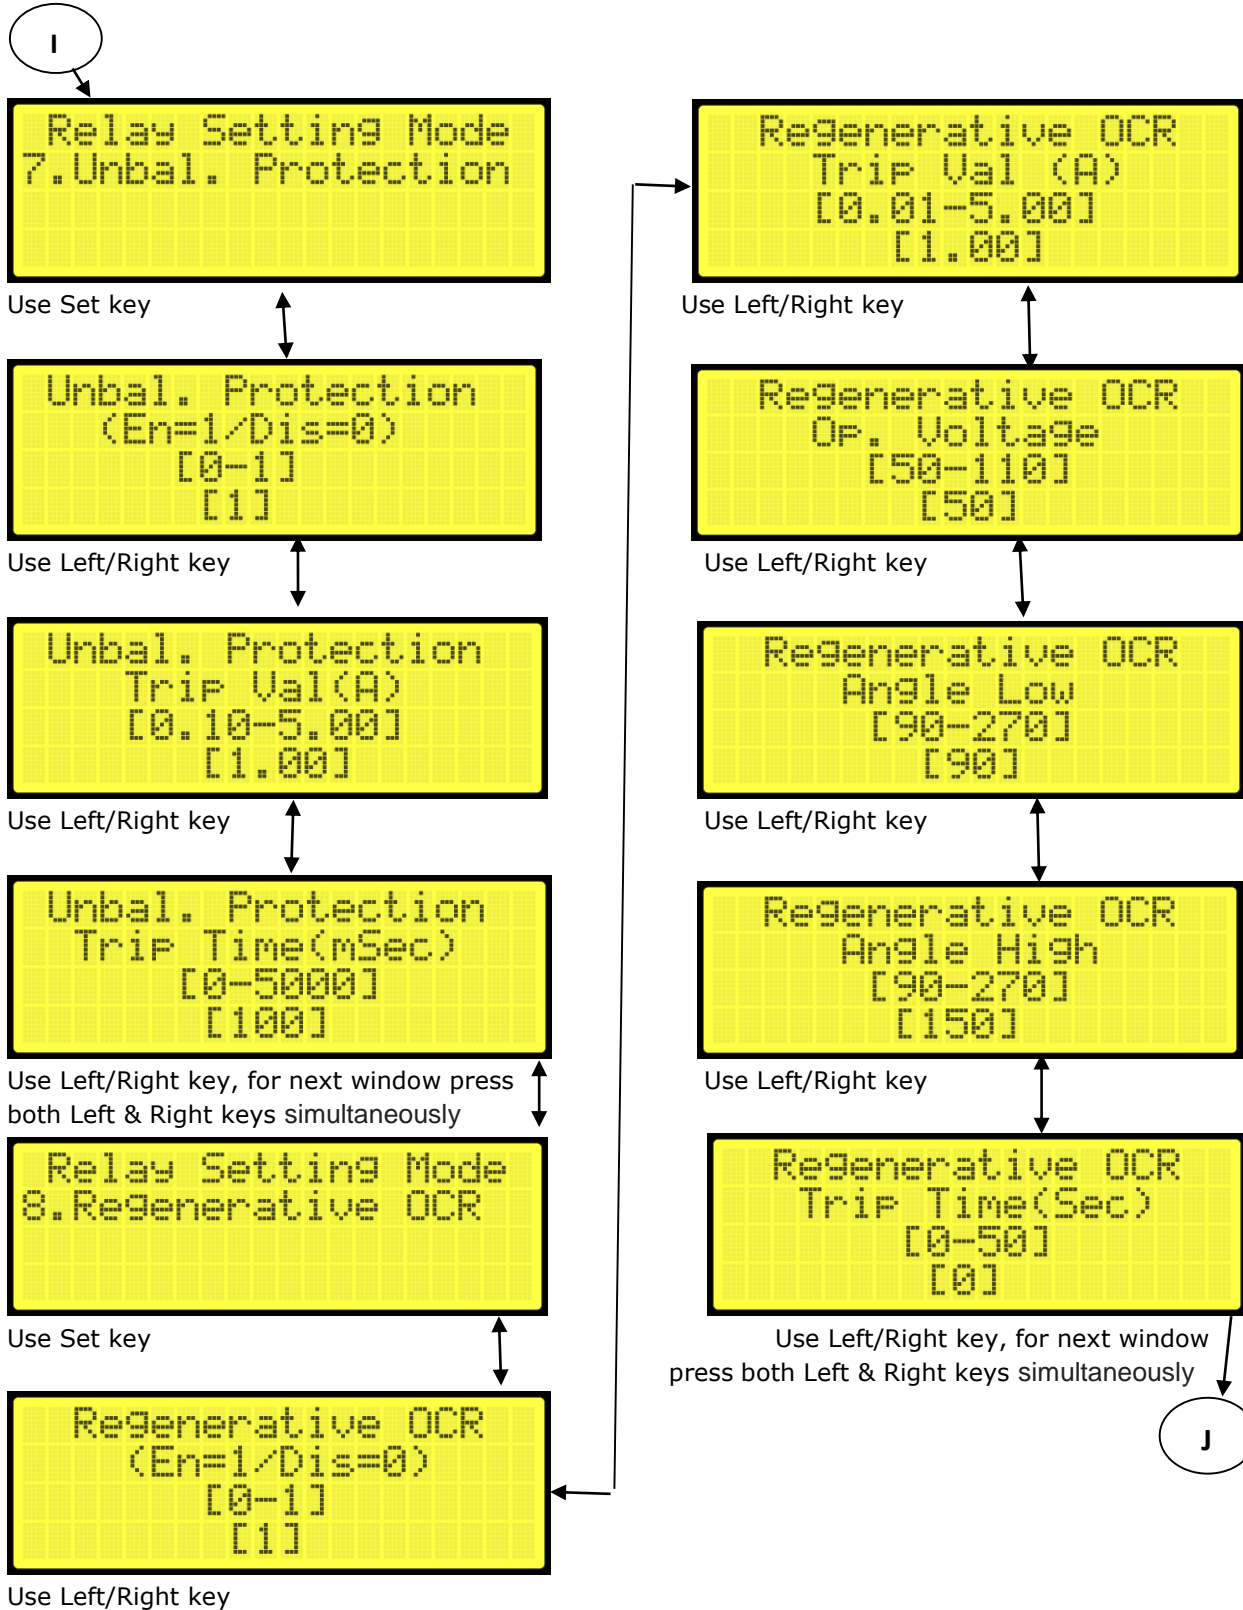 I
Relay Setting Mode
7.Unbal. Protection
Use Set key
Unbal. Protection
(En=1/Dis=0)
[0-1]
[1]
Use Left/Right key
Unbal. Protection
Trip Val(A)
[0.10-5.00]
[1.00]
Use Left/Right key
Unbal. Protection
Trip Time(mSec)
[0-5000]
[100]
Use Left/Right key, for next window press
both Left & Right keys simultaneously
Relay Setting Mode
8.Regenerative OCR
Use Set key
Regenerative OCR
(En=1/Dis=0)
[0-1]
[1]
Use Left/Right key
Regenerative OCR
Trip Val (A)
[0.01-5.00]
[1.00]
Use Left/Right key
Regenerative OCR
Op. Voltage
[50-110]
[50]
Use Left/Right key
Regenerative OCR
Angle Low
[90-270]
[90]
Use Left/Right key
Regenerative OCR
Angle High
[90-270]
[150]
Use Left/Right key
Regenerative OCR
Trip Time(Sec)
[0-50]
[0]
Use Left/Right key, for next window
press both Left & Right keys simultaneously
J